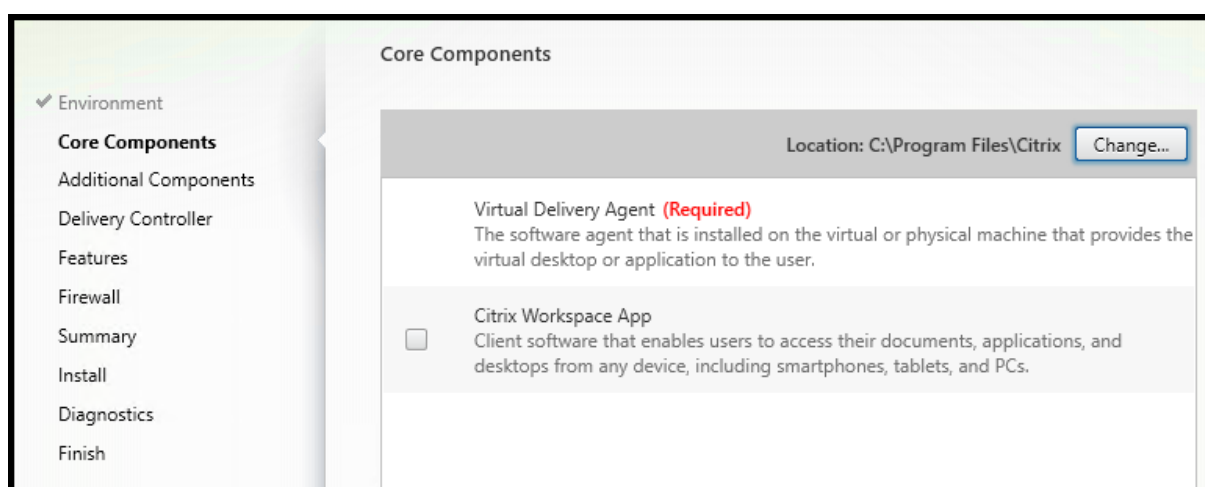 Core Components
Environment
Core Components
Additional Components
Delivery Controller
Features
Firewall
Summary
Install
Diagnostics
Finish
Location: C:\Program Files\Citrix
Change...
Virtual Delivery Agent (Required)
The software agent that is installed on the virtual or physical machine that provides the
virtual desktop or application to the user.
Citrix Workspace App
Client software that enables users to access their documents, applications, and
desktops from any device, including smartphones, tablets, and PCs.